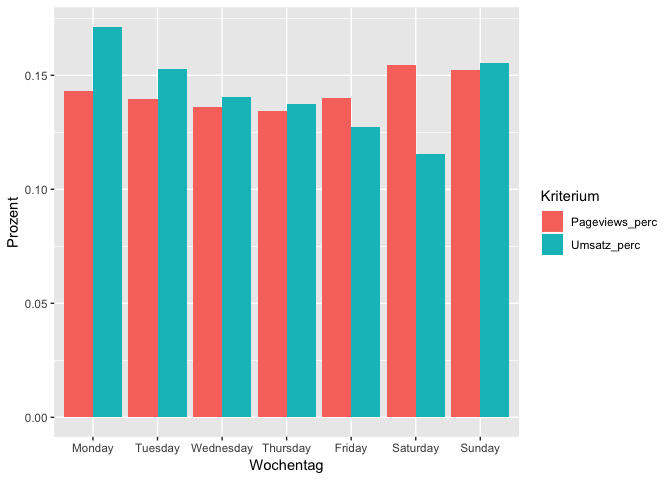 0.15
0.10
0.05
0.00
Prozent
Monday Tuesday Wednesday Thursday Friday Saturday Sunday
Wochentag
Kriterium
Pageviews_perc
Umsatz_perc